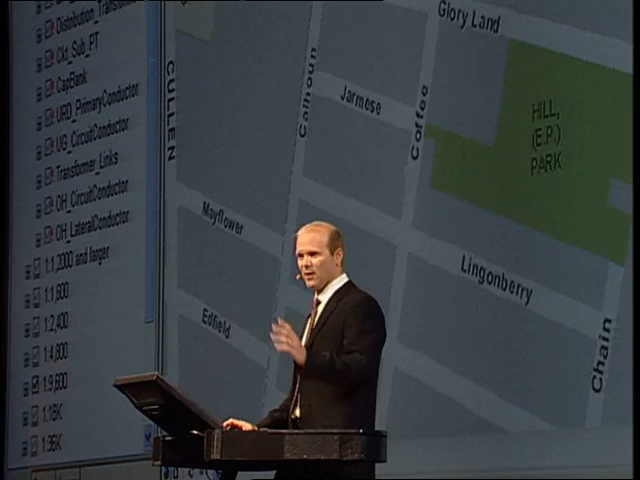 Distribution_Transformer
Ckt_Sub_PT
CapBank
URD_PrimaryConductor
UG_CircuitConductor
Transformer_Links
OH_CircuitConductor
OH_LateralConductor
1:1,2000 and larger
1:1,600
1:2,400
1:4,800
1:9,600
1:18K
1:36K
CULLEN
Calhoun
Coffee
Glory Land
Jarmese
HILL,
(E.P.)
PARK
Mayflower
Lingonberry
Edfield
Chain